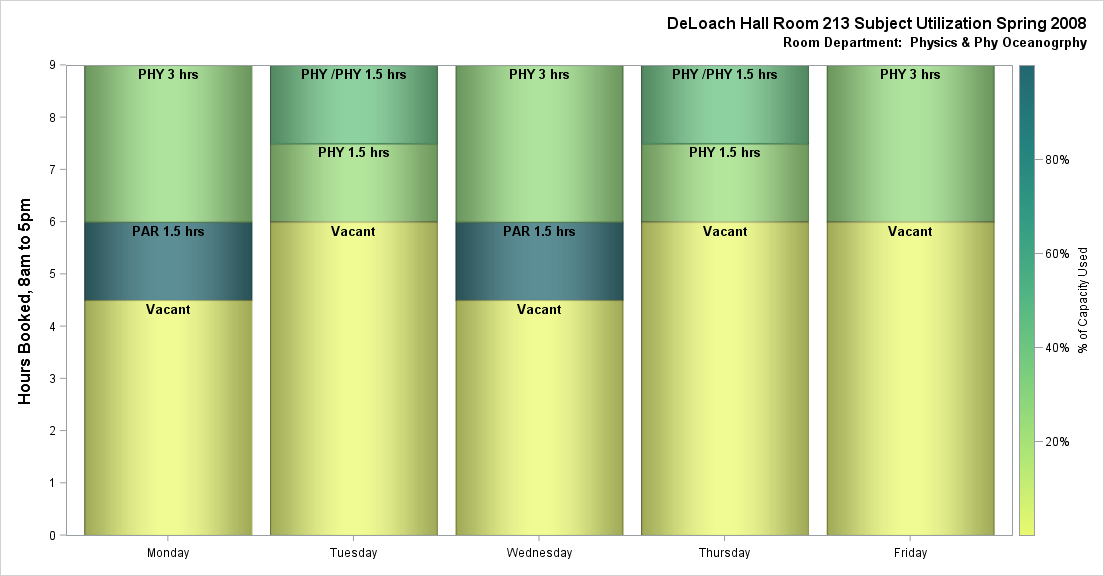 DeLoach Hall Room 213 Subject Utilization Spring 2008
Room Department:  Physics & Phy Oceanogrphy
Hours Booked, 8am to 5pm
9
8
7
6
5
4
3
2
1
0
PHY 3 hrs
PAR 1.5 hrs
Vacant
PHY /PHY 1.5 hrs
PHY 1.5 hrs
Vacant
PHY 3 hrs
PAR 1.5 hrs
Vacant
PHY /PHY 1.5 hrs
PHY 1.5 hrs
Vacant
PHY 3 hrs
Vacant
Monday
Tuesday
Wednesday
Thursday
Friday
80%
60%
40%
20%
% of Capacity Used